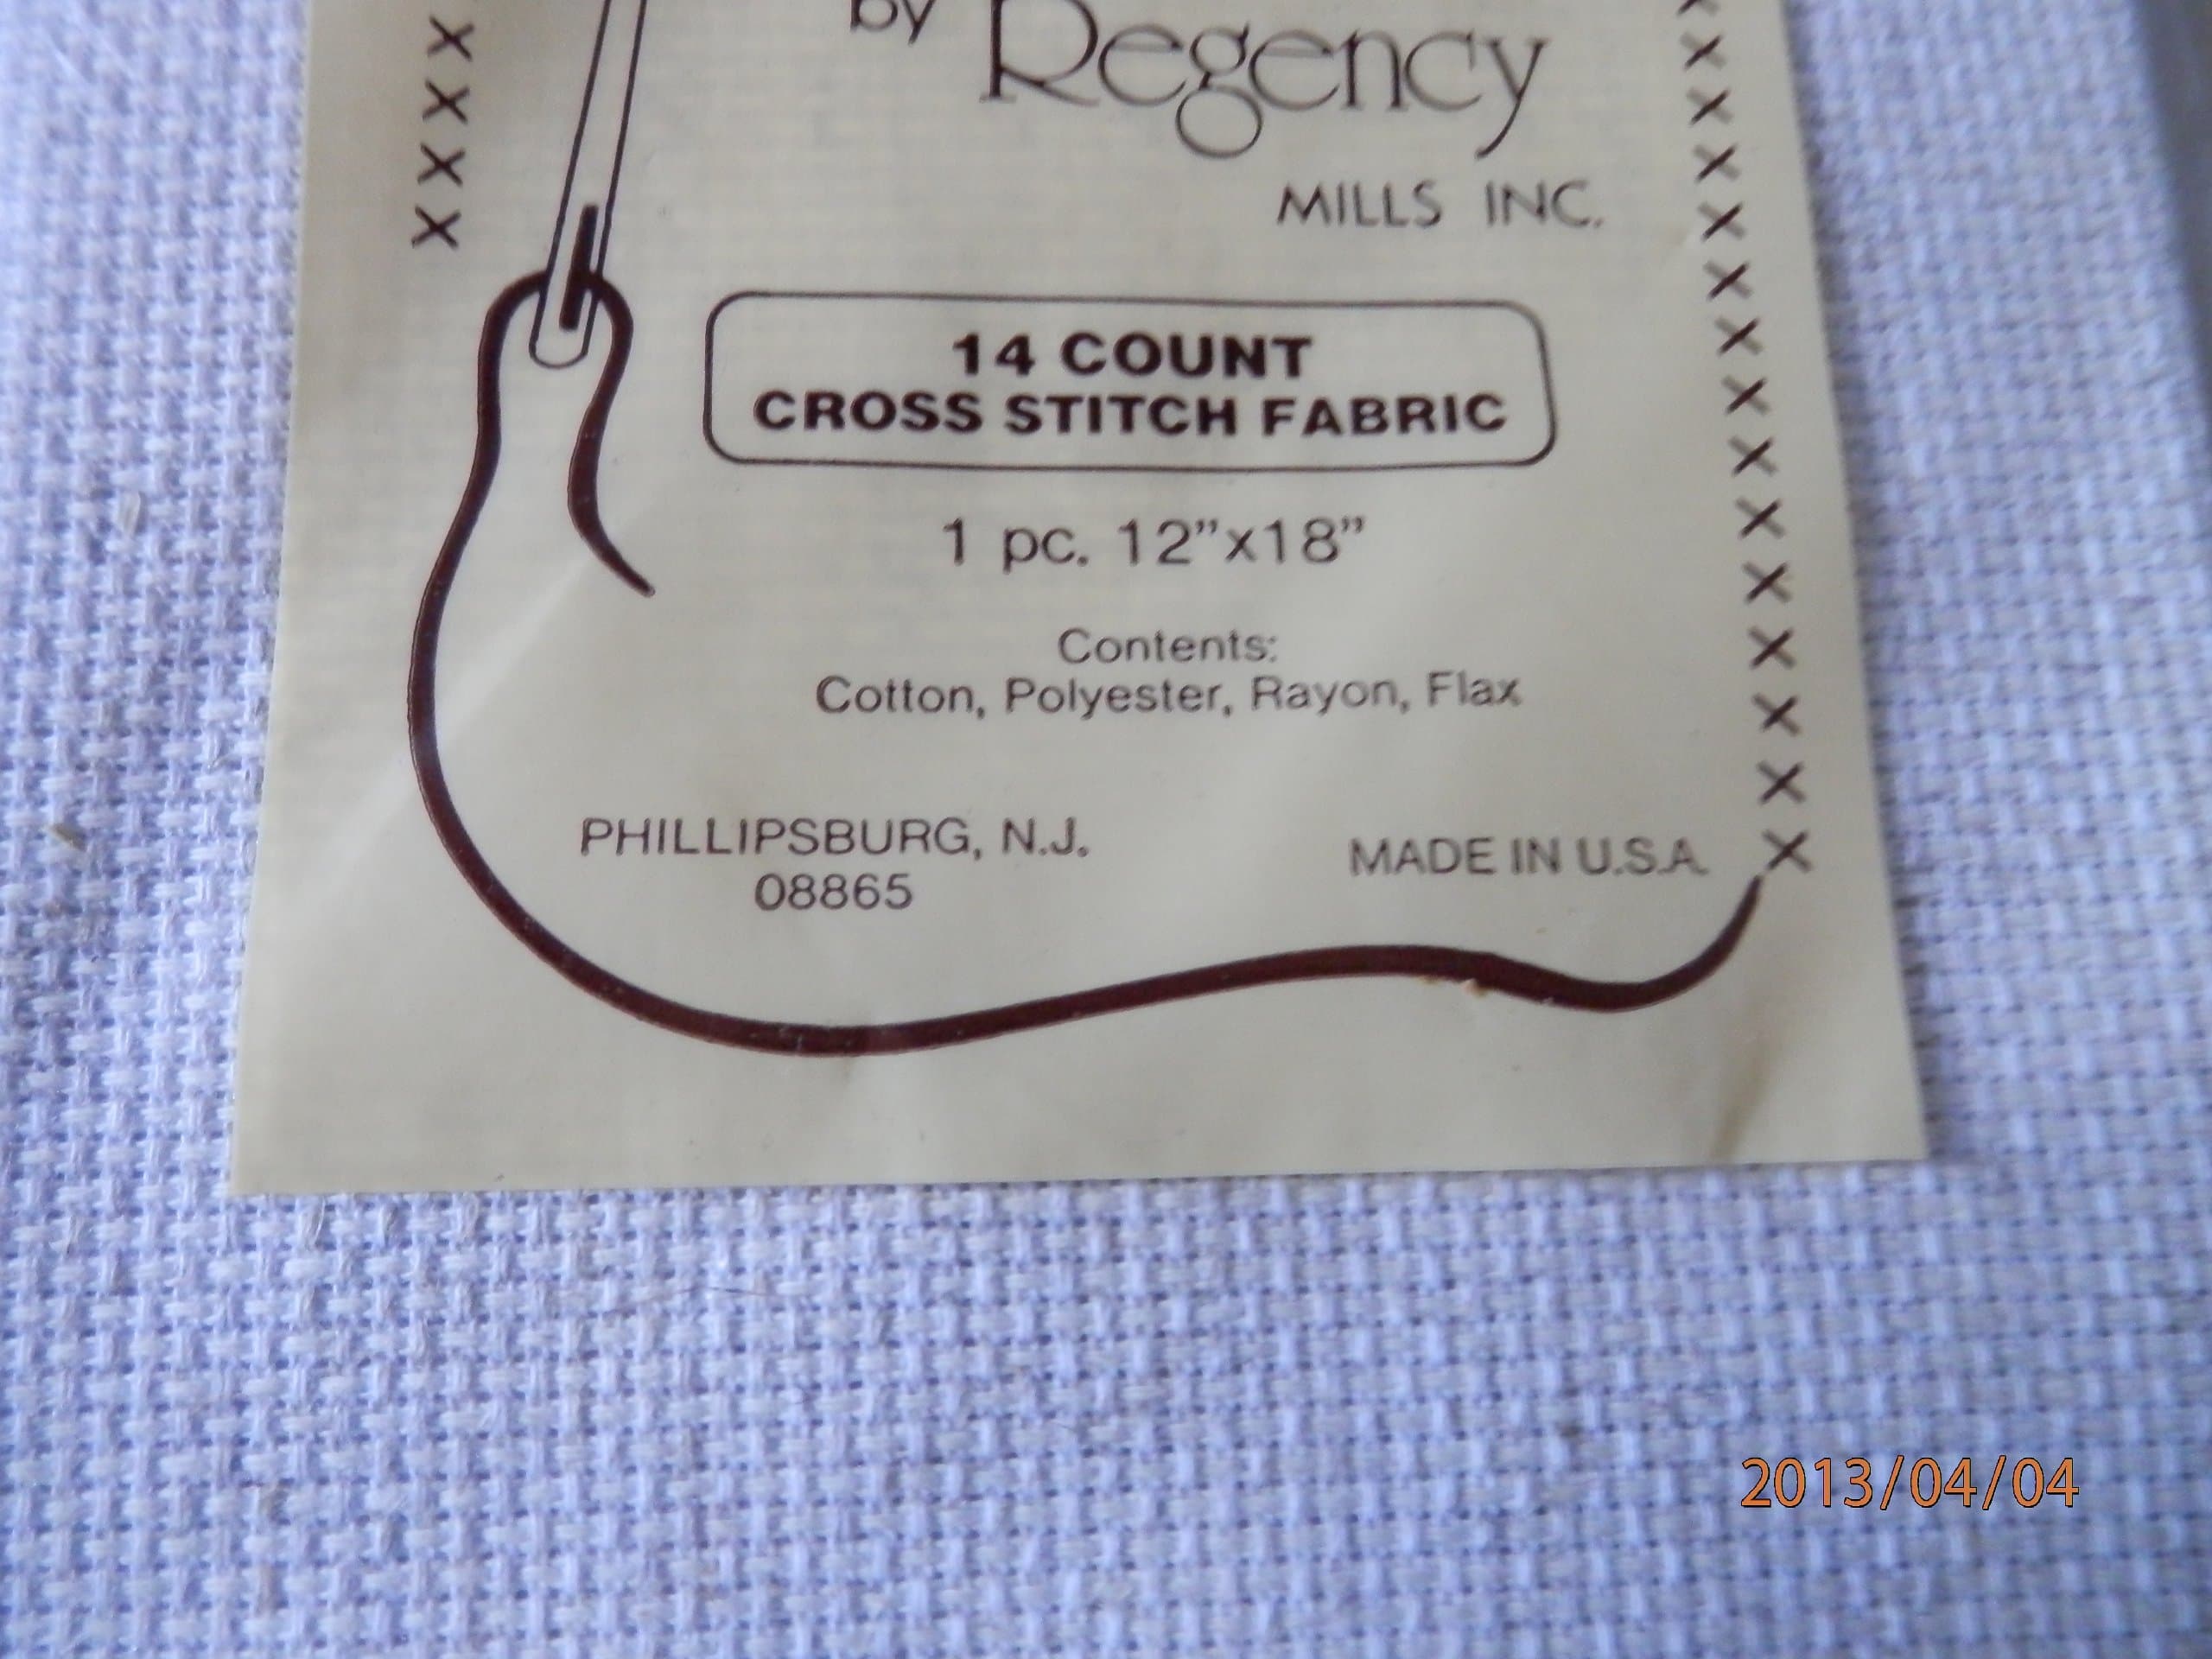 by Regency
MILLS INC.
14 COUNT
CROSS STITCH FABRIC
1 pc. 12”x18”
Contents:
Cotton, Polyester, Rayon, Flax
PHILLIPSBURG, N.J.
08865
MADE IN U.S.A.
2013/04/04